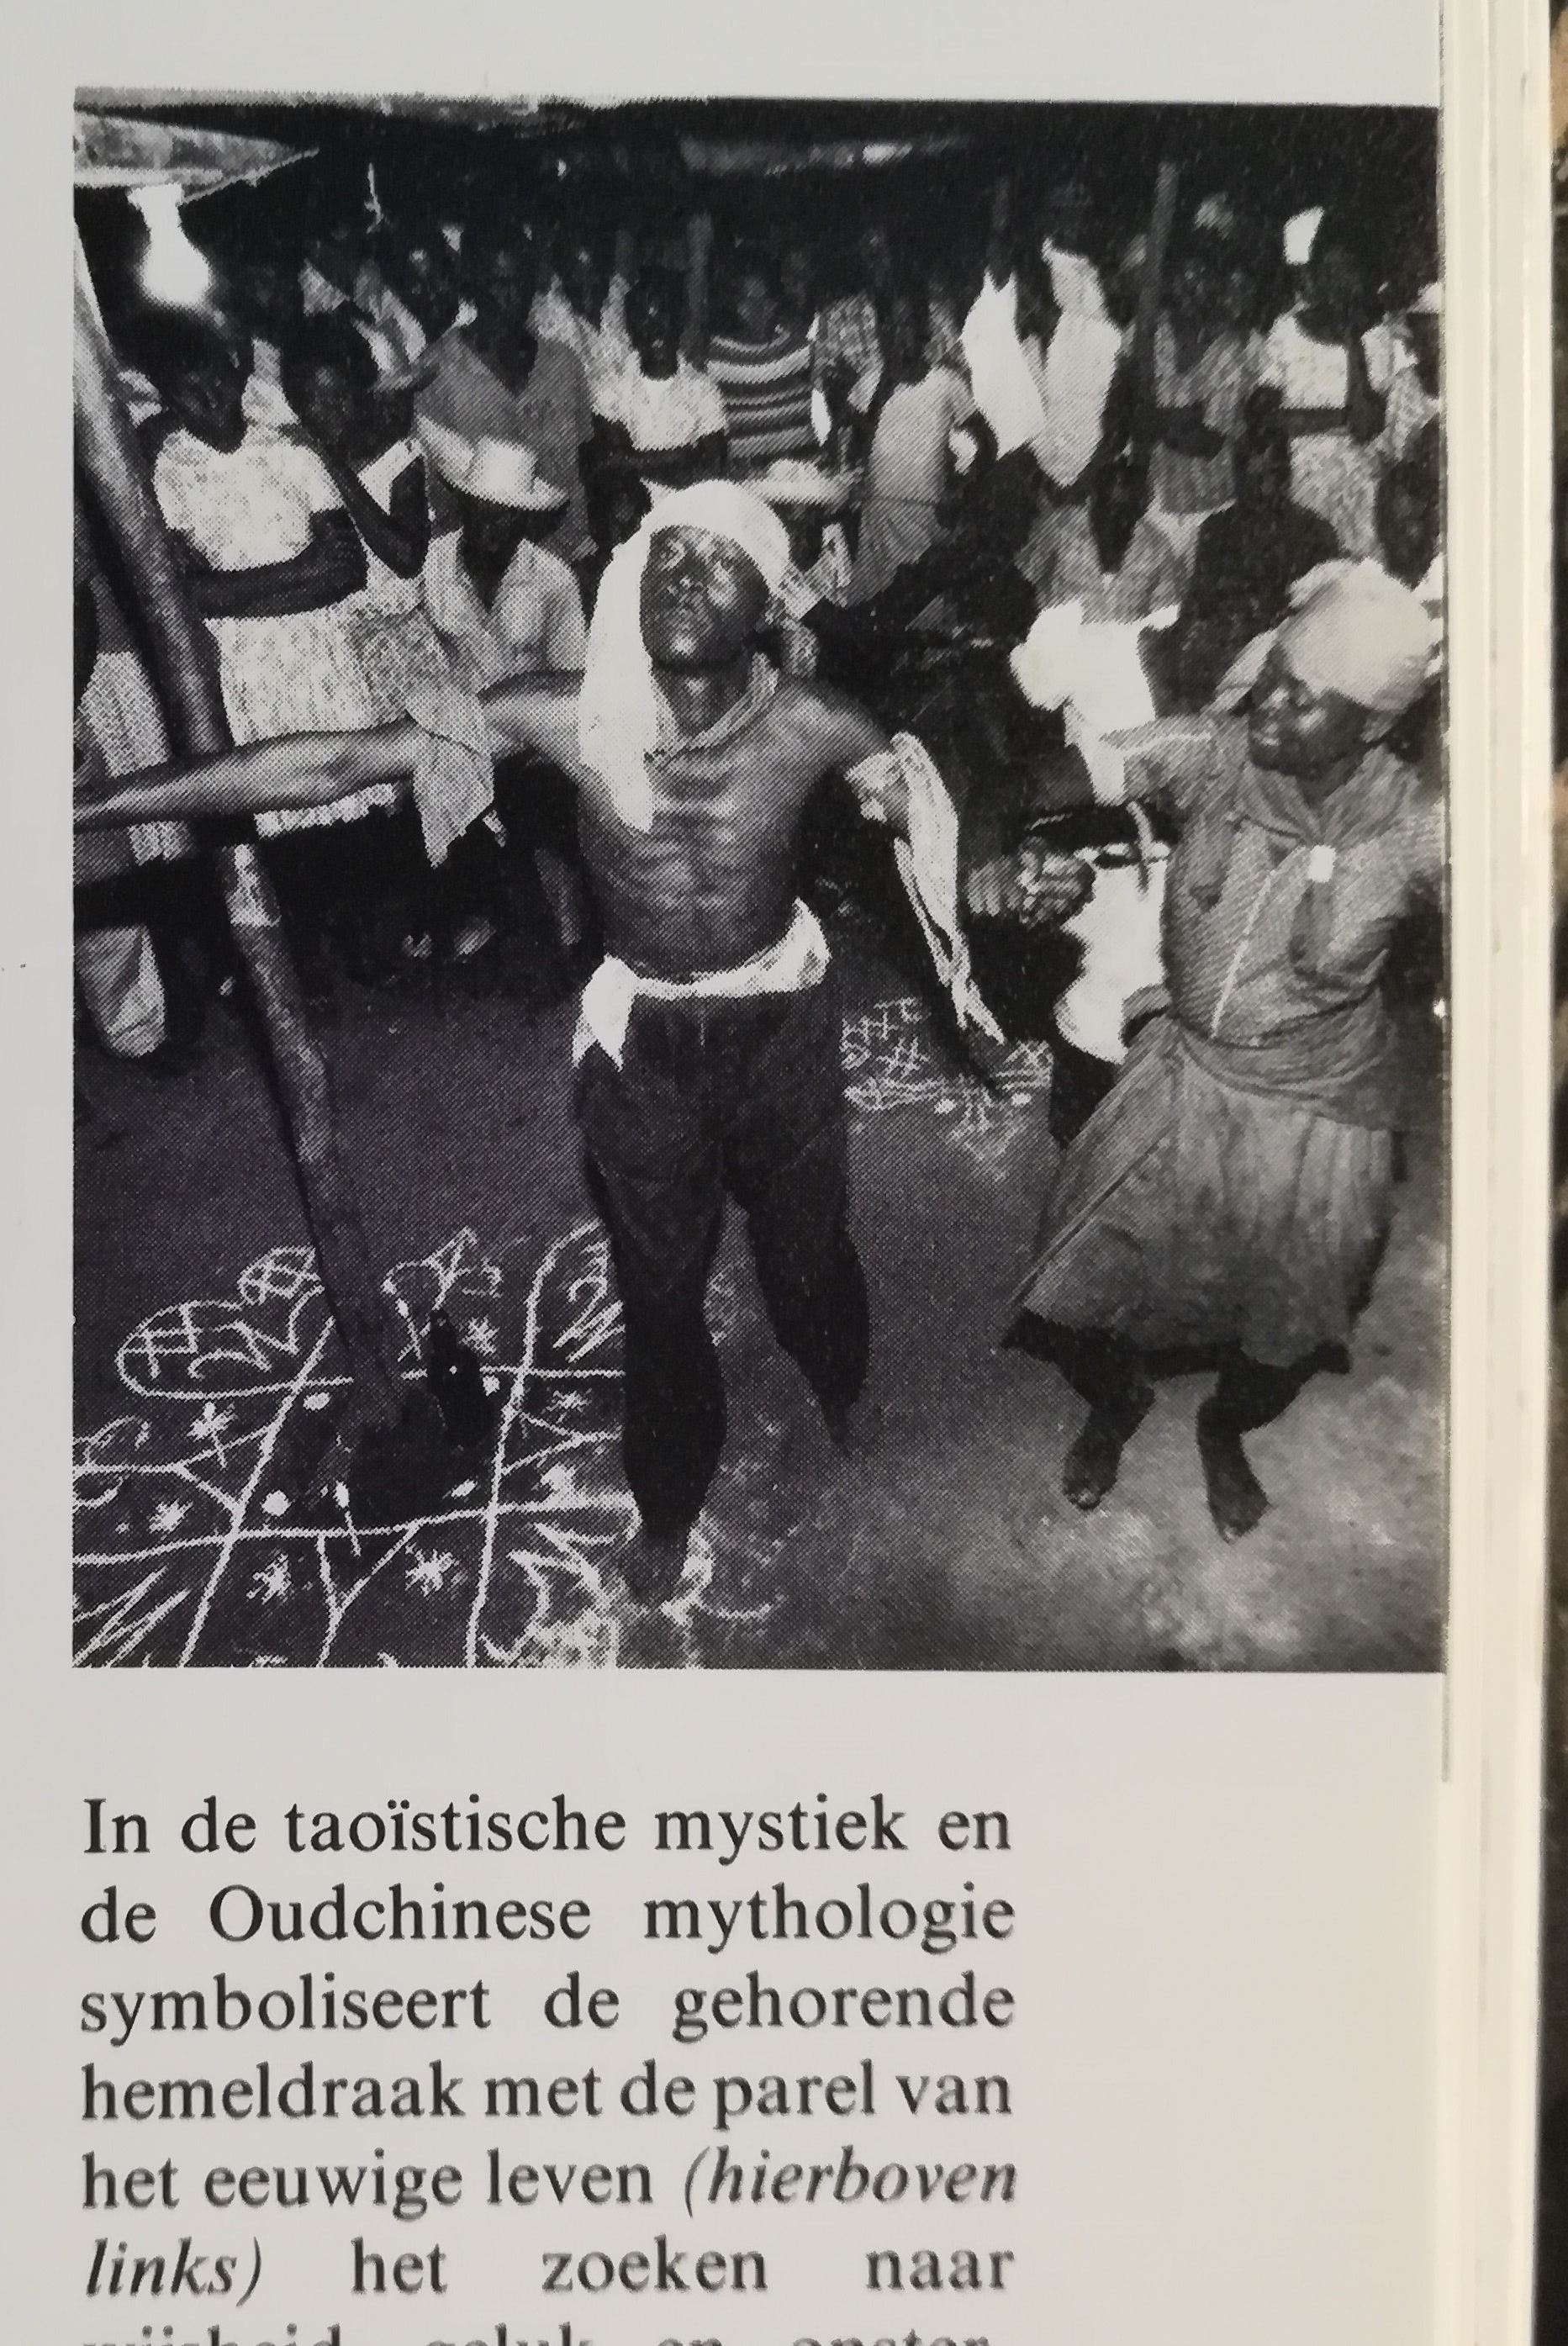 In de taoïstische mystiek en
de Oudchinese mythologie
symboliseert de gehorende
hemeldraak met de parel van
het eeuwige leven (hierboven
links) het zoeken naar